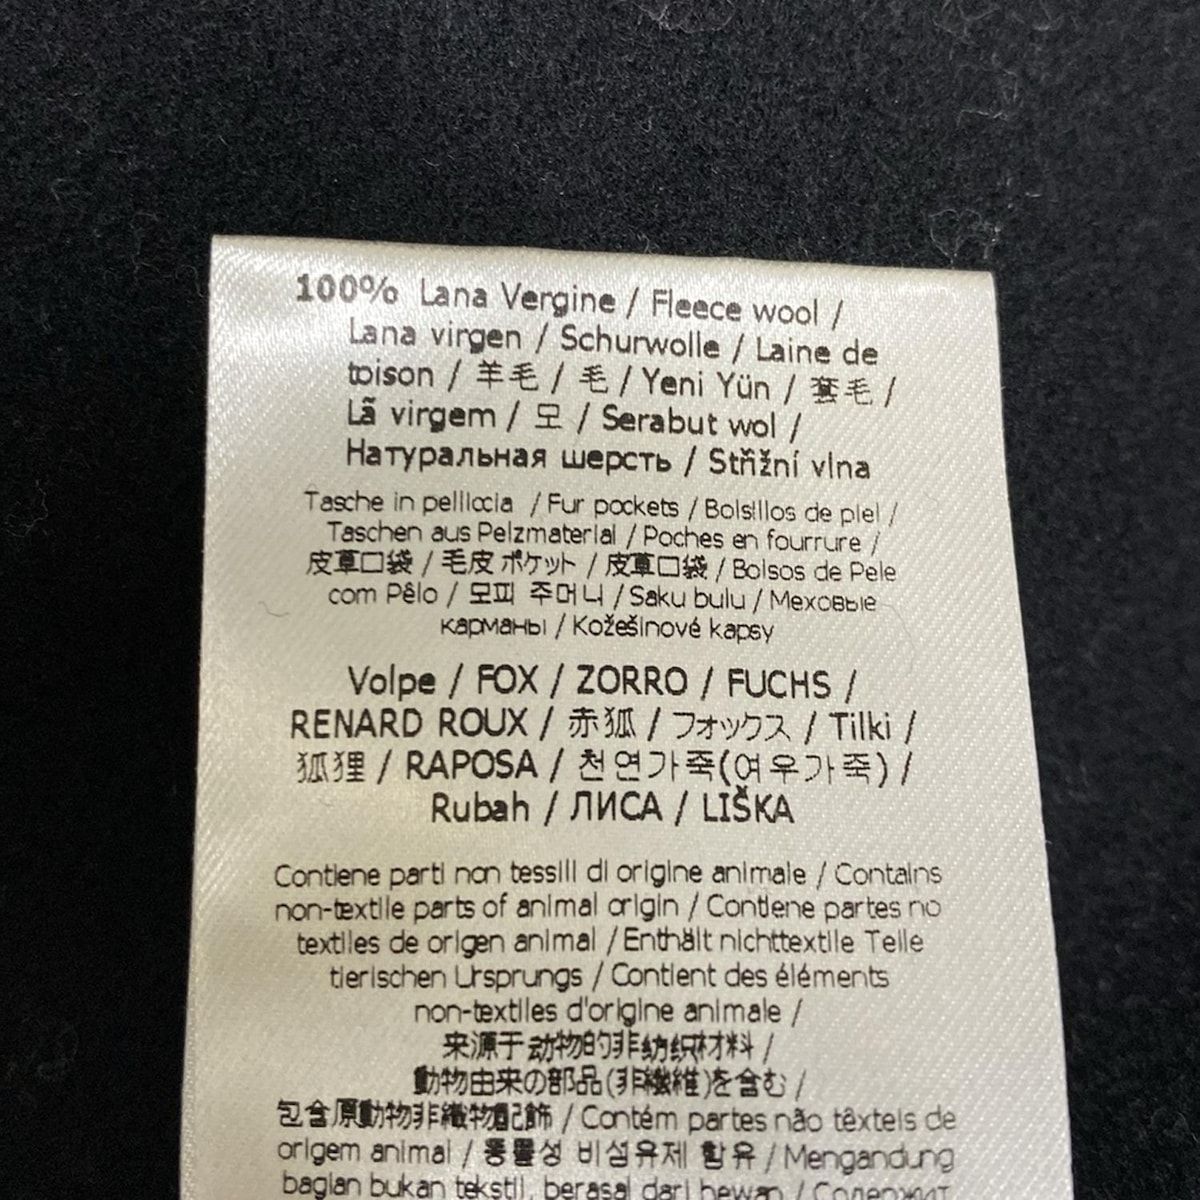 100% Lana Vergine / Fleece wool /
Lana virgen / Schurwolle / Laine de
toison / 羊毛 / 毛 / Yeni Yün / 套毛 /
Lã virgem / 모 / Serabut wol /
Натуральная шерсть / Střžní vlna
Tasche in pelliccia / Fur pockets / Bolsillos de piel /
Taschen aus Pelzmaterial / Poches en fourrure /
皮草口袋 / 毛皮 ポケット / 皮草口袋 / Bolsos de Pele
com Pêlo / 모피 주머니 / Saku bulu / Меховые
карманы / Kožešinové kapsy
Volpe / FOX / ZORRO / FUCHS /
RENARD ROUX / 赤狐 / フォックス / Tilki /
狐狸 / RAPOSA / 천연가죽(여우가죽) /
Rubah / ЛИСА / LIŠKA
Contiene parti non tessili di origine animale / Contains
non-textile parts of animal origin / Contiene partes no
textiles de origen animal / Enthält nichttextile Teile
tierischen Ursprungs / Contient des éléments
non-textiles d'origine animale /
来源于动物的非纺织材料 /
動物由来の部品(非繊維)を含む /
包含原動物非織物配飾 / Contém partes não têxteis de
origem animal / 동물성 비섬유제 함유 / Mengandung
bagian bukan tekstil, berasal dari hewan / Содержит